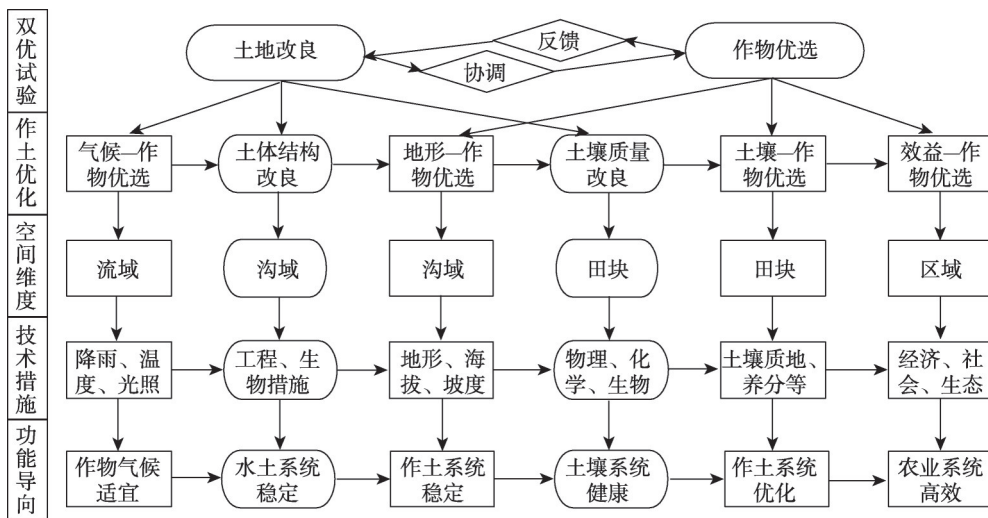 双优试验
土地改良
反馈
协调
作物优选
作土优化
气候—作
物优选
土体结构
改良
地形—作
物优选
土壤质量
改良
土壤—作
物优选
效益—作
物优选
空间维度
流域
沟域
沟域
田块
田块
区域
技术措施
降雨、温
度、光照
工程、生
物措施
地形、海
拔、坡度
物理、化
学、生物
土壤质地、
养分等
经济、社
会、生态
功能导向
作物气候
适宜
水土系统
稳定
作土系统
稳定
土壤系统
健康
作土系统
优化
农业系统
高效